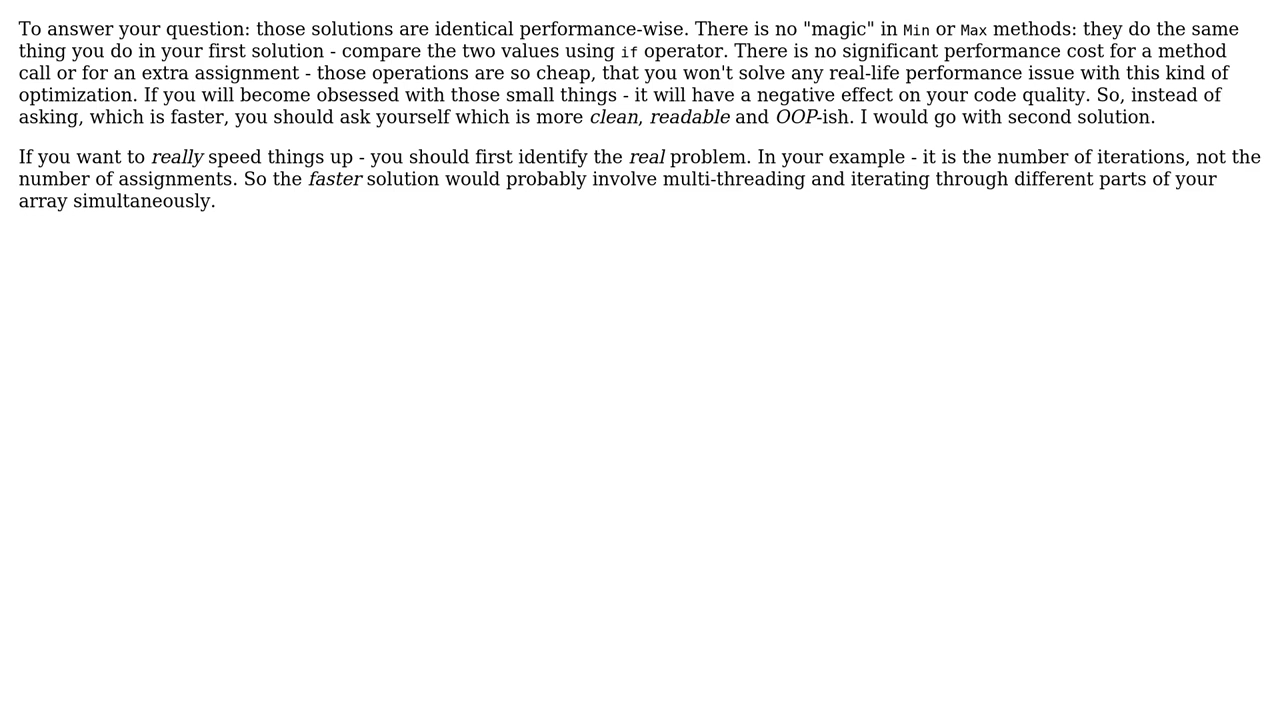 To answer your question: those solutions are identical performance-wise. There is no "magic" in Min or Max methods: they do the same
thing you do in your first solution - compare the two values using if operator. There is no significant performance cost for a method
call or for an extra assignment - those operations are so cheap, that you won't solve any real-life performance issue with this kind of
optimization. If you will become obsessed with those small things - it will have a negative effect on your code quality. So, instead of
asking, which is faster, you should ask yourself which is more clean, readable and OOP-ish. I would go with second solution.
If you want to really speed things up - you should first identify the real problem. In your example - it is the number of iterations, not the
number of assignments. So the faster solution would probably involve multi-threading and iterating through different parts of your
array simultaneously.